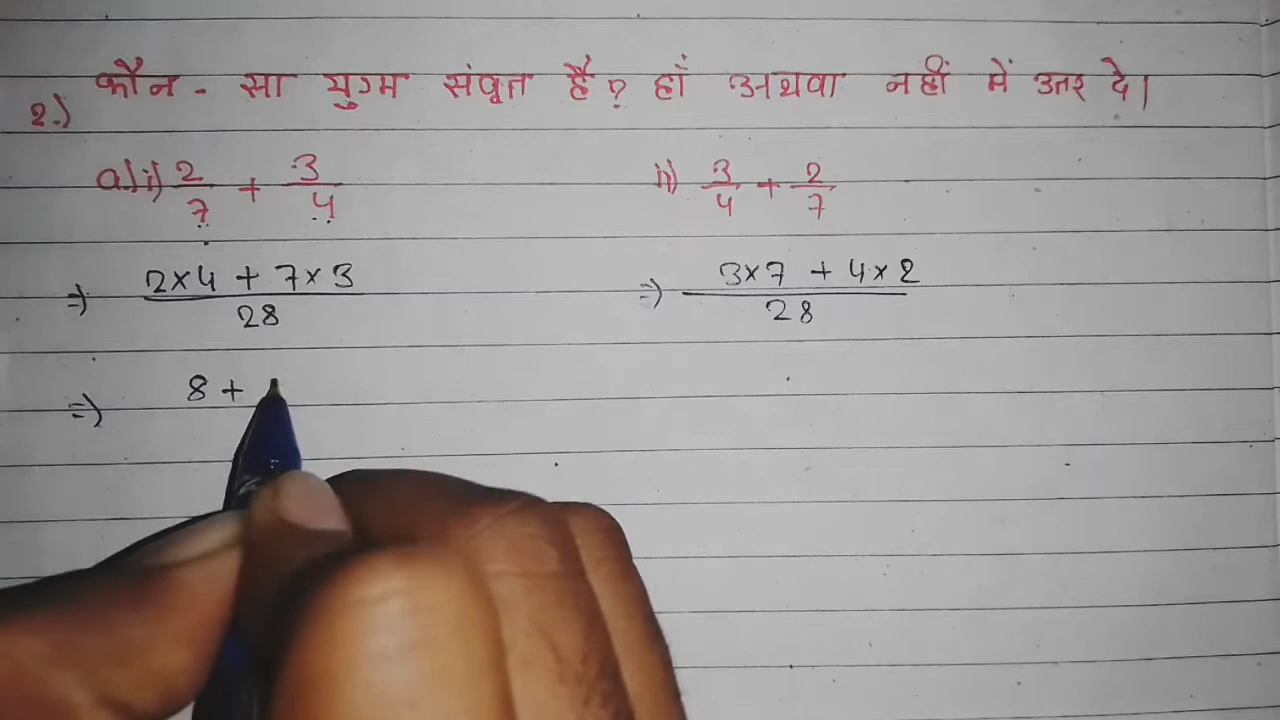 कौन - सा युग्म संवृत है? हाँ अथवा नहीं में उत्तर दे।
2.)
a) i) 2/7 + 3/4
ii) 3/4 + 2/7
=) 2×4 + 7×3 / 28
=) 3×7 + 4×2 / 28
=) 8 +